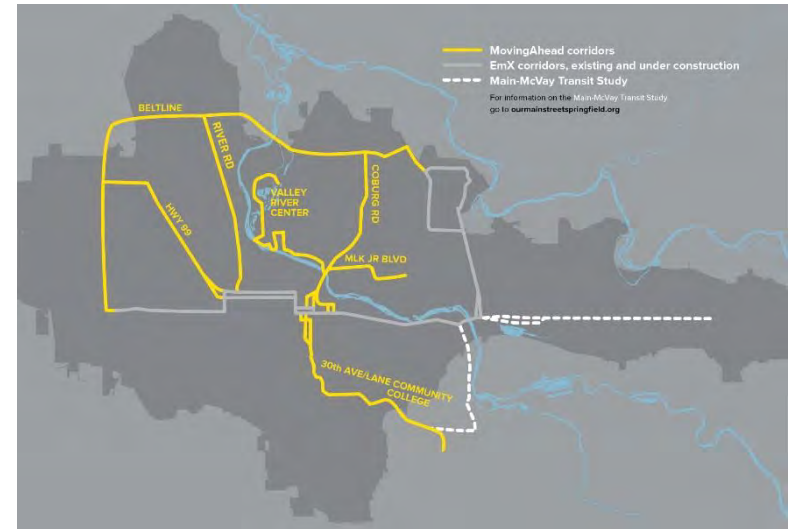 MovingAhead corridors
EmX corridors, existing and under construction
Main-McVay Transit Study
For information on the Main-McVay Transit Study
go to ourmainstreetspringfield.org
BELTLINE
RIVER RD
HWY 99
VALLEY
RIVER
CENTER
COBURG RD
MLK JR BLVD
30th AVE/LANE COMMUNITY
COLLEGE